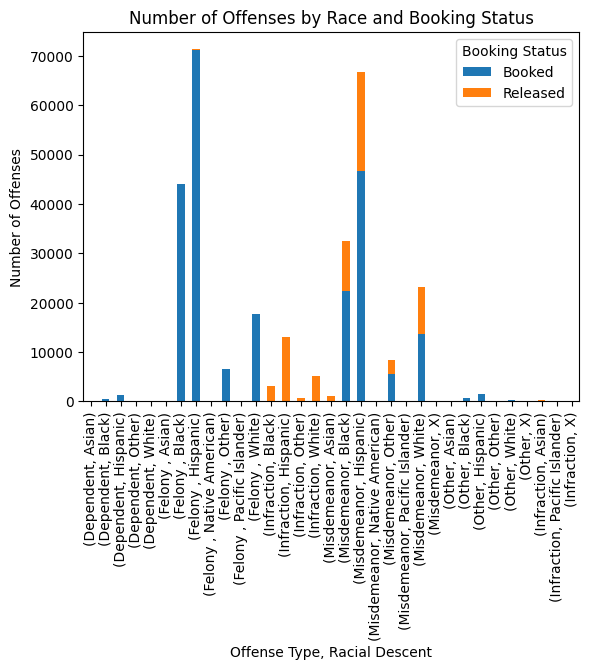 Number of Offenses by Race and Booking Status
Number of Offenses
70000
60000
50000
40000
30000
20000
10000
0
Booking Status
Booked
Released
(Dependent, Asian)
(Dependent, Black)
(Dependent, Hispanic)
(Dependent, Other)
(Dependent, White)
(Felony , Asian)
(Felony , Black)
(Felony , Hispanic)
(Felony , Native American)
(Felony , Other)
(Felony , Pacific Islander)
(Felony , White)
(Infraction, Black)
(Infraction, Hispanic)
(Infraction, Other)
(Infraction, White)
(Misdemeanor, Asian)
(Misdemeanor, Black)
(Misdemeanor, Hispanic)
(Misdemeanor, Native American)
(Misdemeanor, Other)
(Misdemeanor, Pacific Islander)
(Misdemeanor, White)
(Misdemeanor, X)
(Other, Asian)
(Other, Black)
(Other, Hispanic)
(Other, Other)
(Other, White)
(Other, X)
(Infraction, Asian)
(Infraction, Pacific Islander)
(Infraction, X)
Offense Type, Racial Descent